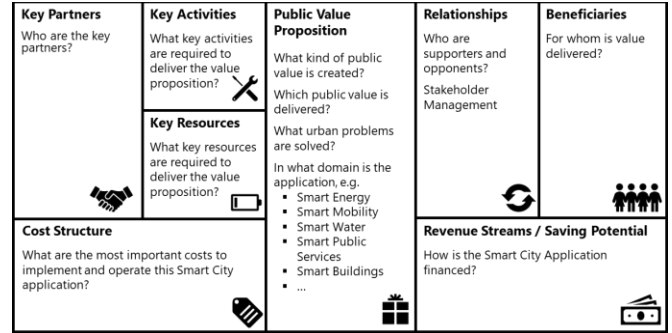 Key Partners
Who are the key
partners?
Key Activities
What key activities
are required to
deliver the value
proposition?
Key Resources
What key resources
are required to
deliver the value
proposition?
Public Value
Proposition
What kind of public
value is created?
Which public value is
delivered?
What urban problems
are solved?
In what domain is the
application, e.g.
▪ Smart Energy
▪ Smart Mobility
▪ Smart Water
▪ Smart Public
Services
▪ Smart Buildings
▪ ...
Relationships
Who are
supporters and
opponents?
Stakeholder
Management
Beneficiaries
For whom is value
delivered?
Cost Structure
What are the most important costs to
implement and operate this Smart City
application?
Revenue Streams / Saving Potential
How is the Smart City Application
financed?